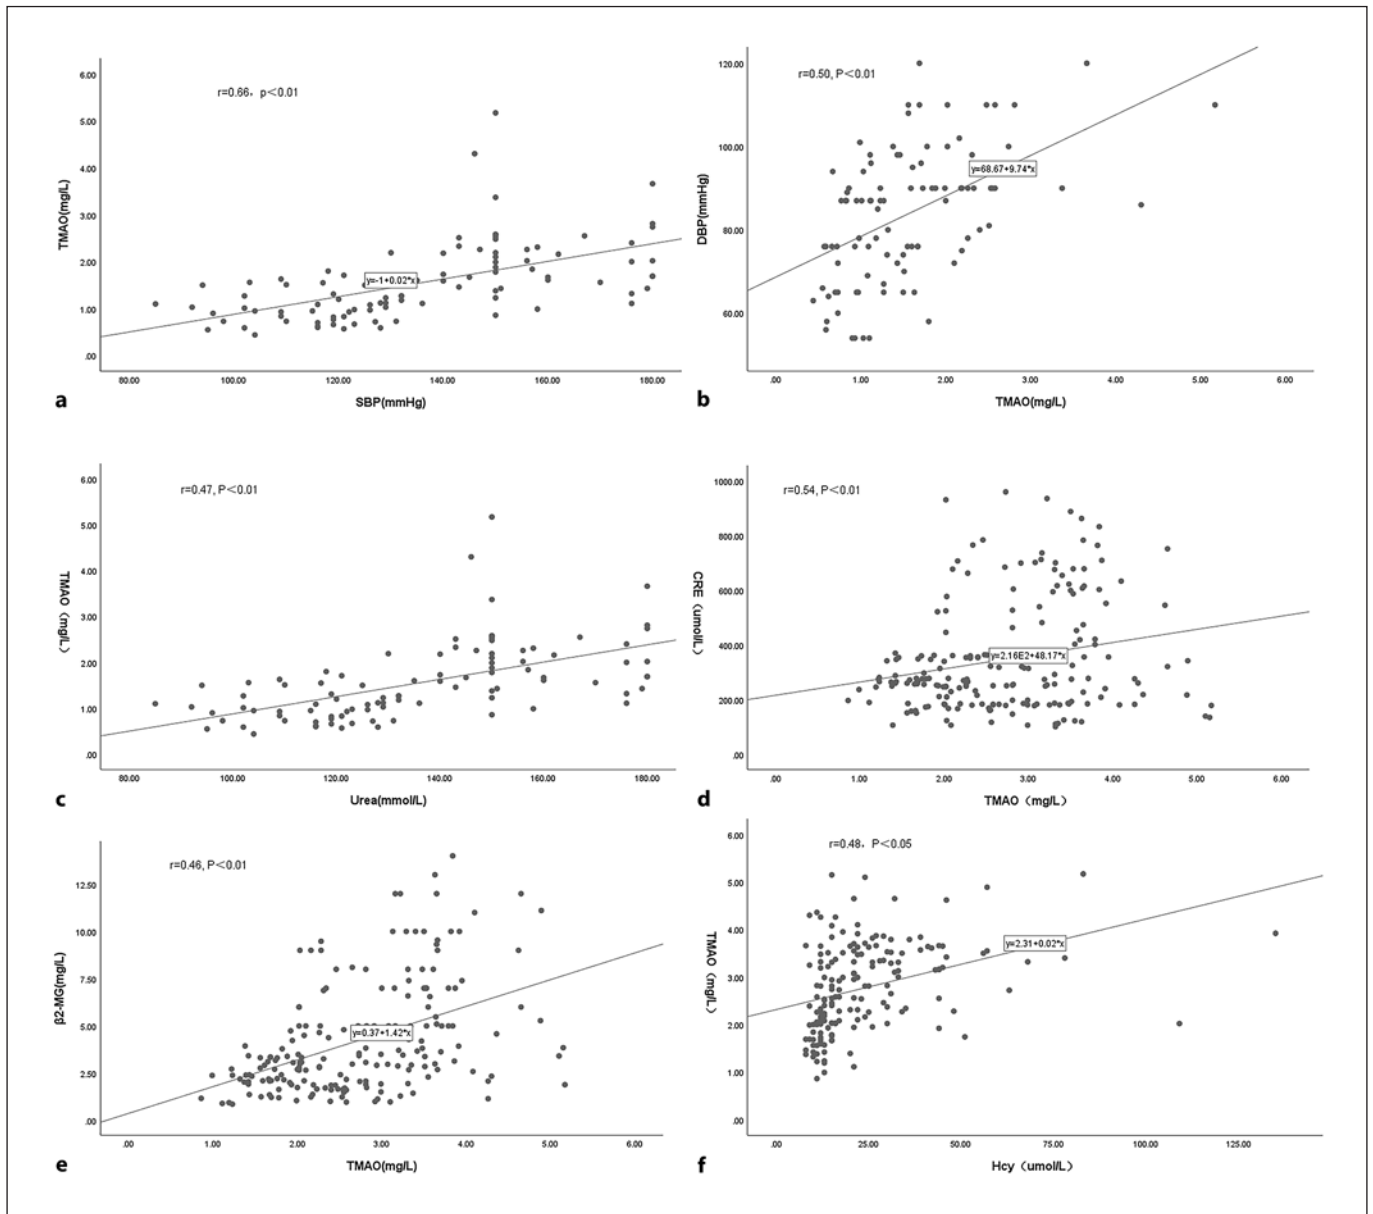 r=0.66, p<0.01
TMAO(mg/L)
6.00
5.00
4.00
3.00
2.00
1.00
.00
y=-1+0.02*x
80.00 100.00 120.00 140.00 160.00 180.00
SBP(mmHg)
a
r=0.50, P<0.01
DBP(mmHg)
120.00
100.00
80.00
60.00
y=68.67+9.74*x
.00 1.00 2.00 3.00 4.00 5.00 6.00
TMAO(mg/L)
b
r=0.47, P<0.01
TMAO (mg/L)
6.00
5.00
4.00
3.00
2.00
1.00
.00
80.00 100.00 120.00 140.00 160.00 180.00
Urea(mmol/L)
c
r=0.54, P<0.01
CRE (umol/L)
1000.00
800.00
600.00
400.00
200.00
.00
y=2.16E2+48.17*x
.00 1.00 2.00 3.00 4.00 5.00 6.00
TMAO (mg/L)
d
r=0.46, P<0.01
β2-MG(mg/L)
12.50
10.00
7.50
5.00
2.50
.00
y=0.37+1.42*x
.00 1.00 2.00 3.00 4.00 5.00 6.00
TMAO(mg/L)
e
r=0.48, P<0.05
TMAO (mg/L)
6.00
5.00
4.00
3.00
2.00
1.00
.00
y=2.31+0.02*x
.00 25.00 50.00 75.00 100.00 125.00
Hcy (umol/L)
f